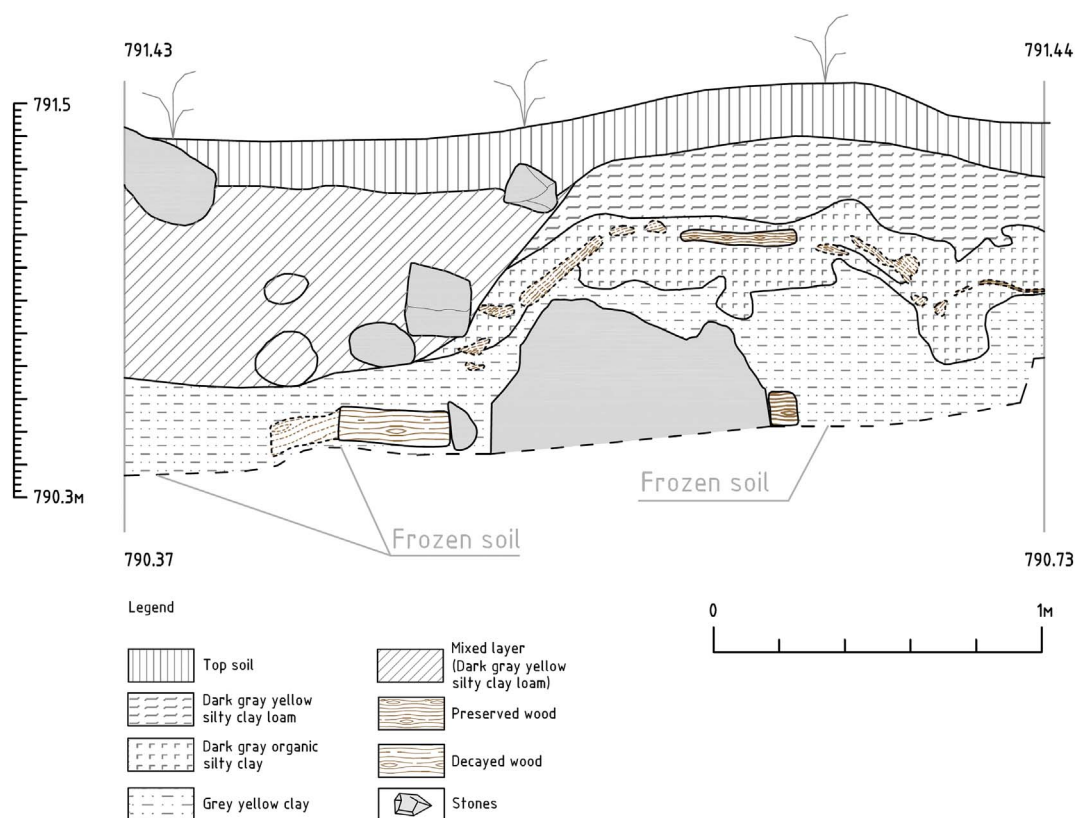 791.43
791.44
791.5
790.3M
Frozen soil
Frozen soil
790.37
790.73
Legend
0
1M
Top soil
Mixed layer
(Dark gray yellow
silty clay loam)
Dark gray yellow
silty clay loam
Preserved wood
Dark gray organic
silty clay
Decayed wood
Grey yellow clay
Stones